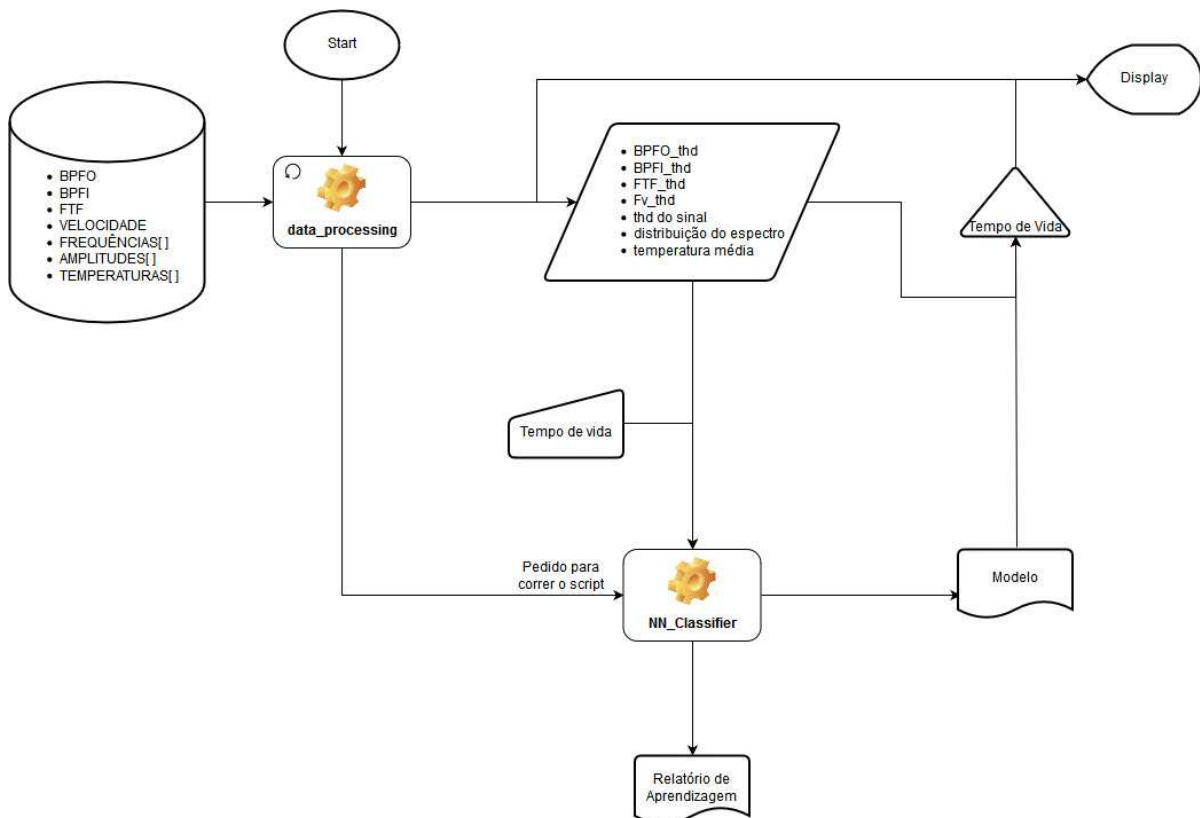 Start
Display
• BPFO
• BPFI
• FTF
• VELOCIDADE
• FREQUÊNCIAS[ ]
• AMPLITUDES[ ]
• TEMPERATURAS[ ]
data_processing
• BPFO_thd
• BPFI_thd
• FTF_thd
• Fv_thd
• thd do sinal
• distribuição do espectro
• temperatura média
Tempo de Vida
Tempo de vida
Pedido para
correr o script
NN_Classifier
Modelo
Relatório de
Aprendizagem